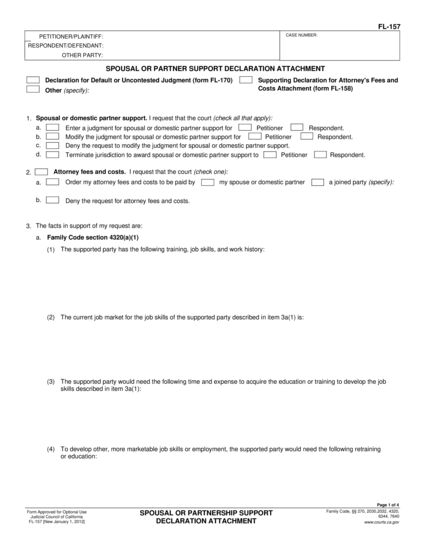 FL-157
PETITIONER/PLAINTIFF:
RESPONDENT/DEFENDANT:
OTHER PARTY:
CASE NUMBER:
SPOUSAL OR PARTNER SUPPORT DECLARATION ATTACHMENT
Declaration for Default or Uncontested Judgment (form FL-170)
Supporting Declaration for Attorney's Fees and
Costs Attachment (form FL-158)
Other (specify):
1. Spousal or domestic partner support. I request that the court (check all that apply):
a. Enter a judgment for spousal or domestic partner support for Petitioner Respondent.
b. Modify the judgment for spousal or domestic partner support for Petitioner Respondent.
c. Deny the request to modify the judgment for spousal or domestic partner support.
d. Terminate jurisdiction to award spousal or domestic partner support to Petitioner Respondent.
2. Attorney fees and costs. I request that the court (check one):
a. Order my attorney fees and costs to be paid by my spouse or domestic partner a joined party (specify):
b. Deny the request for attorney fees and costs.
3. The facts in support of my request are:
a. Family Code section 4320(a)(1)
(1) The supported party has the following training, job skills, and work history:
(2) The current job market for the job skills of the supported party described in item 3a(1) is:
(3) The supported party would need the following time and expense to acquire the education or training to develop the job
skills described in item 3a(1):
(4) To develop other, more marketable job skills or employment, the supported party would need the following retraining
or education:
Page 1 of 4
Form Approved for Optional Use
Judicial Council of California
FL-157 [New January 1, 2012]
SPOUSAL OR PARTNERSHIP SUPPORT
DECLARATION ATTACHMENT
Family Code, §§ 270, 2030, 2032, 4320,
6344, 7640
www.courts.ca.gov